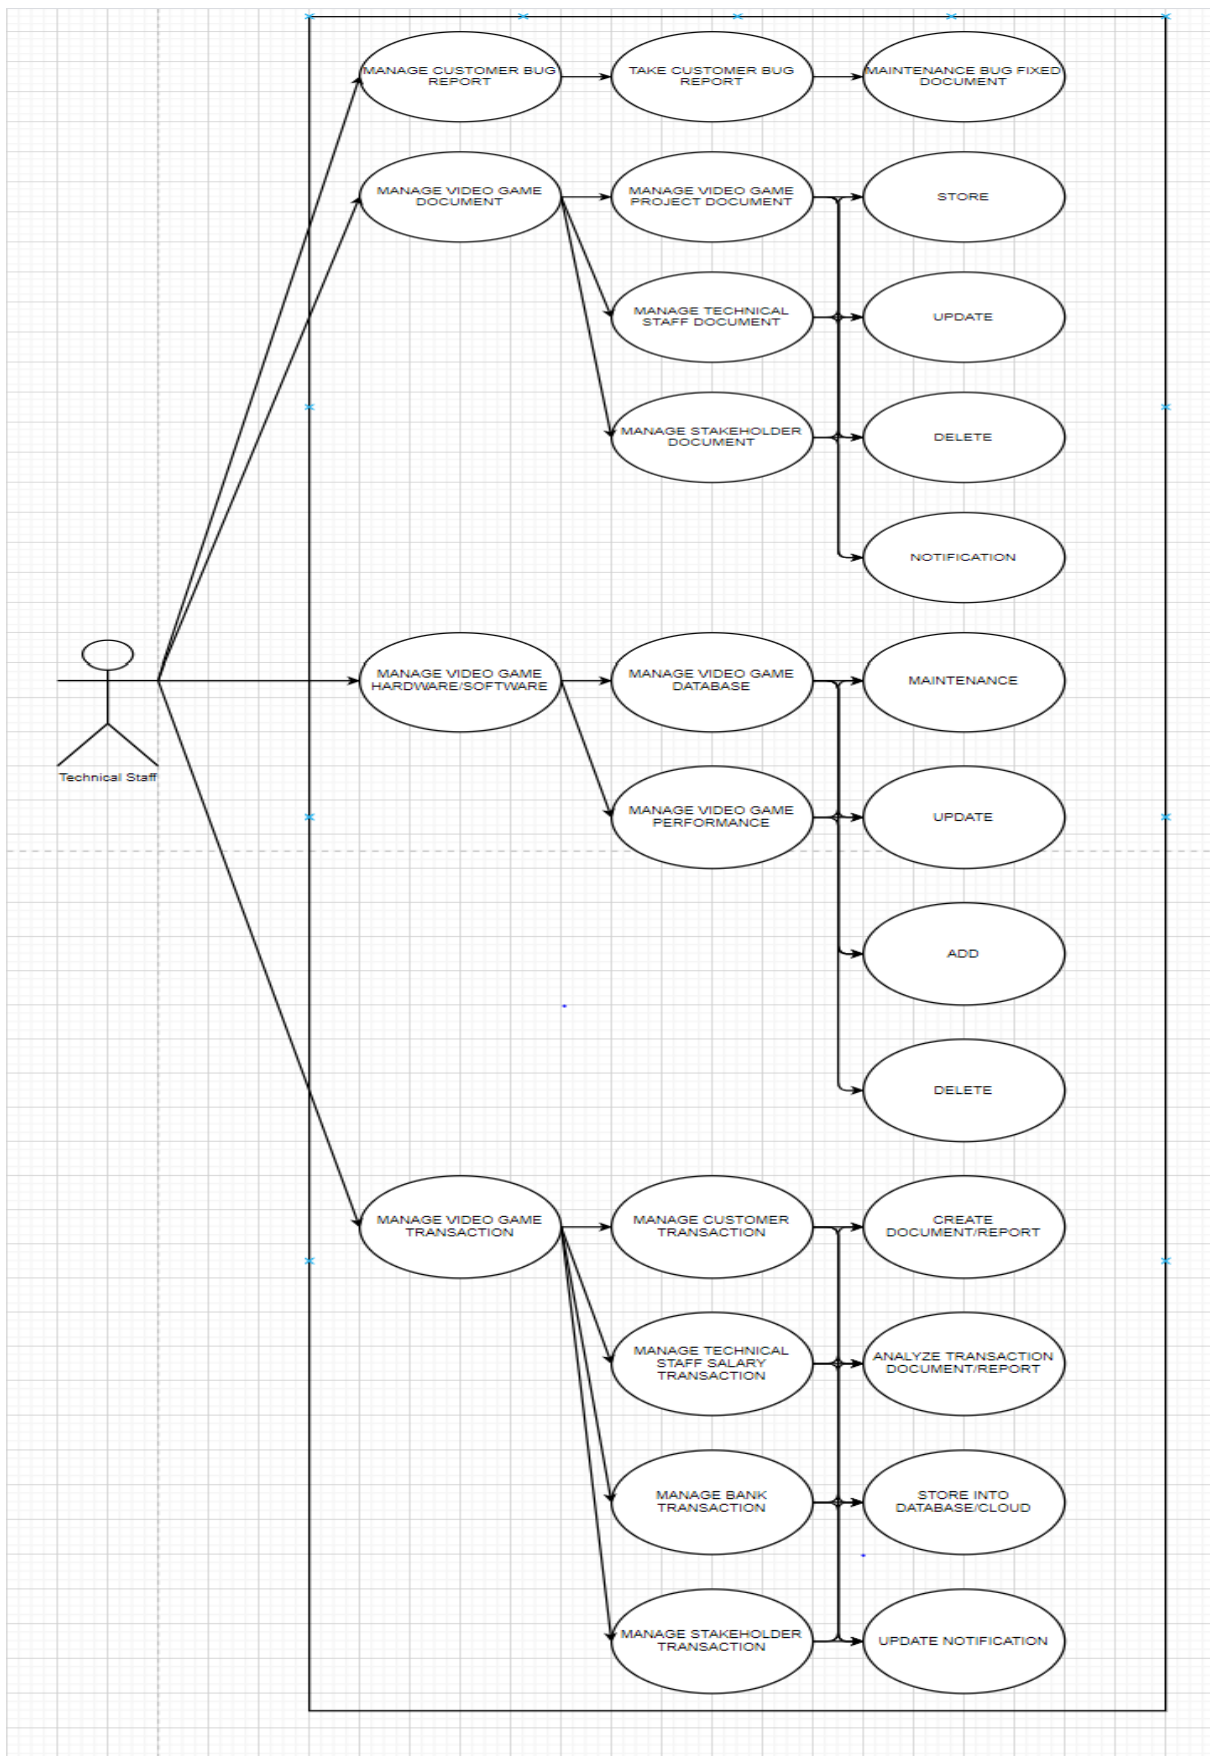 MANAGE CUSTOMER BUG
REPORT
TAKE CUSTOMER BUG
REPORT
MAINTENANCE BUG FIXED
DOCUMENT
MANAGE VIDEO GAME
DOCUMENT
MANAGE VIDEO GAME
PROJECT DOCUMENT
STORE
MANAGE TECHNICAL
STAFF DOCUMENT
UPDATE
MANAGE STAKEHOLDER
DOCUMENT
DELETE
NOTIFICATION
Technical Staff
MANAGE VIDEO GAME
HARDWARE/SOFTWARE
MANAGE VIDEO GAME
DATABASE
MAINTENANCE
MANAGE VIDEO GAME
PERFORMANCE
UPDATE
ADD
DELETE
MANAGE VIDEO GAME
TRANSACTION
MANAGE CUSTOMER
TRANSACTION
CREATE
DOCUMENT/REPORT
MANAGE TECHNICAL
STAFF SALARY
TRANSACTION
ANALYZE TRANSACTION
DOCUMENT/REPORT
MANAGE BANK
TRANSACTION
STORE INTO
DATABASE/CLOUD
MANAGE STAKEHOLDER
TRANSACTION
UPDATE NOTIFICATION